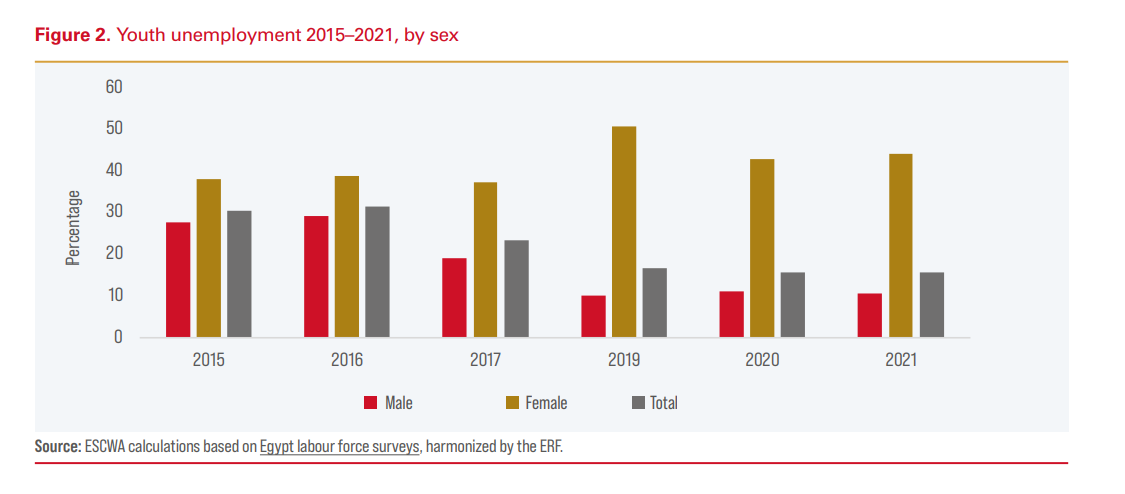 Figure 2. Youth unemployment 2015–2021, by sex
60
50
40
30
20
10
0
Percentage
2015 2016 2017 2019 2020 2021
Male Female Total
Source: ESCWA calculations based on Egypt labour force surveys, harmonized by the ERF.